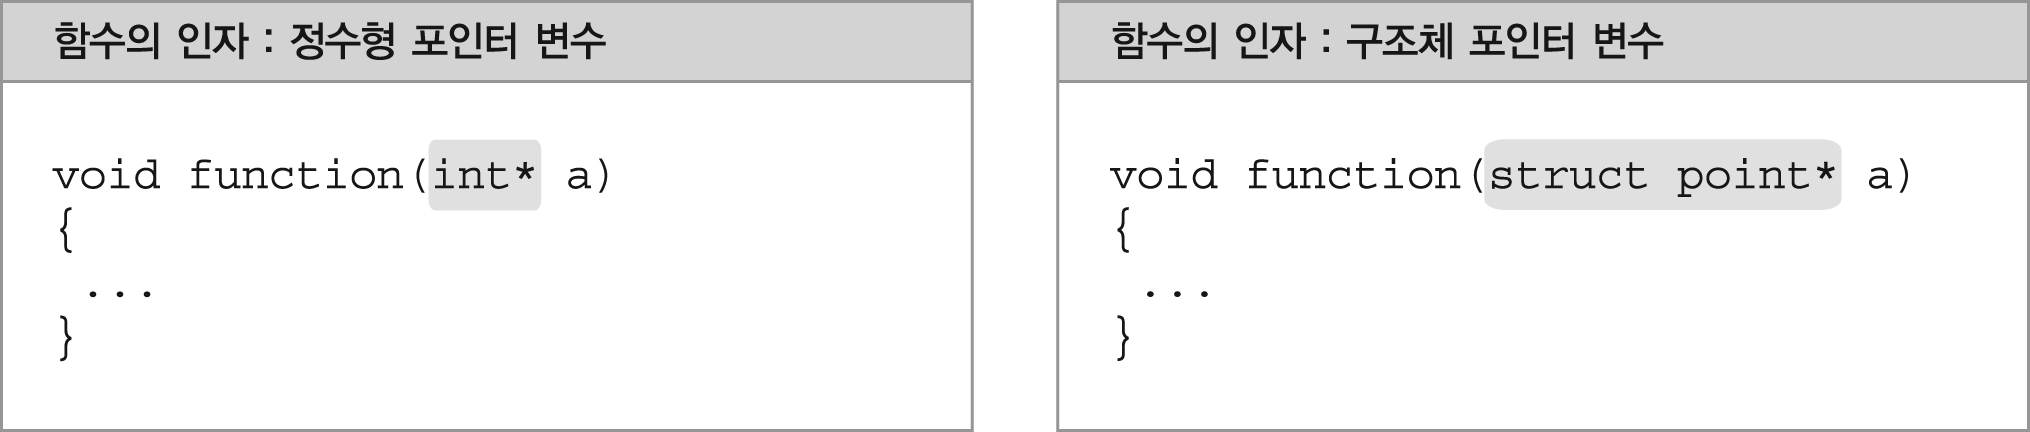 함수의 인자 : 정수형 포인터 변수
void function(int* a)
{
...
}
함수의 인자 : 구조체 포인터 변수
void function(struct point* a)
{
...
}